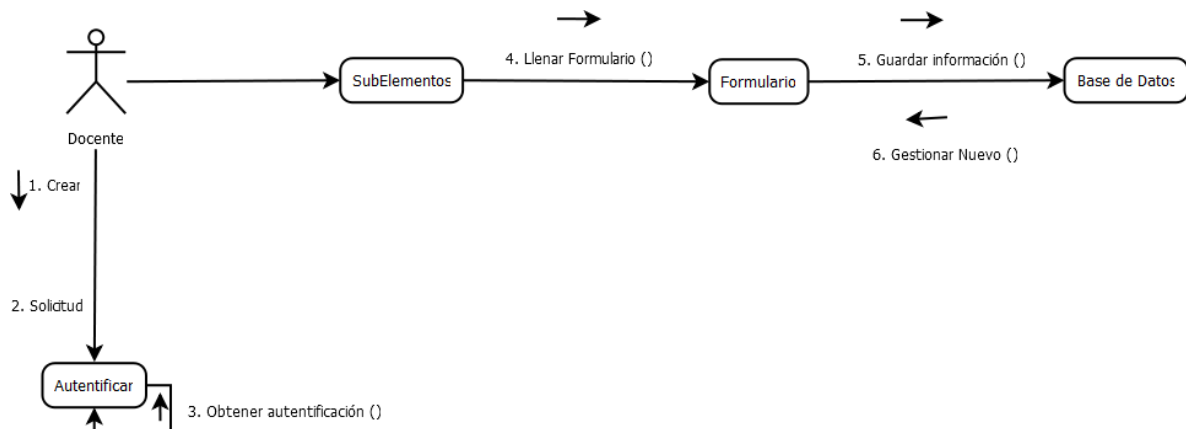 4. Llenar Formulario ()
5. Guardar información ()
SubElementos
Formulario
Base de Datos
Docente
6. Gestionar Nuevo ()
1. Crear
2. Solicitud
Autentificar
3. Obtener autentificación ()